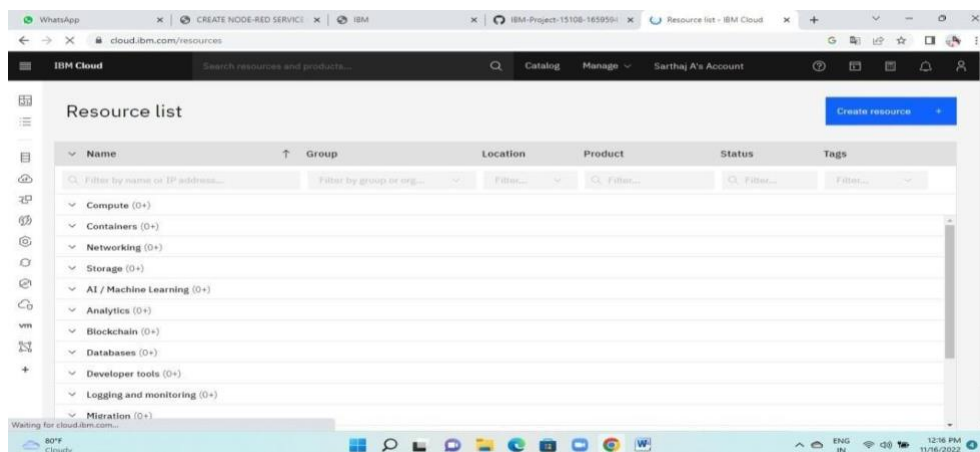 WhatsApp
CREATE NODE-RED SERVICE
IBM
IBM-Project-15108-165959
Resource list - IBM Cloud
cloud.ibm.com/resources
IBM Cloud
Search resources and products...
Catalog
Manage
Sarthaj A's Account
Resource list
Create resource +
Name
Group
Location
Product
Status
Tags
Filter by name or IP address...
Filter by group or org...
Filter...
Filter...
Filter...
Filter...
Compute (0+)
Containers (0+)
Networking (0+)
Storage (0+)
AI / Machine Learning (0+)
Analytics (0+)
Blockchain (0+)
Databases (0+)
Developer tools (0+)
Logging and monitoring (0+)
Migration (0+)
vm
Waiting for cloud.ibm.com...
80°F
Cloudy
ENG
IN
12:16 PM
11/16/2022